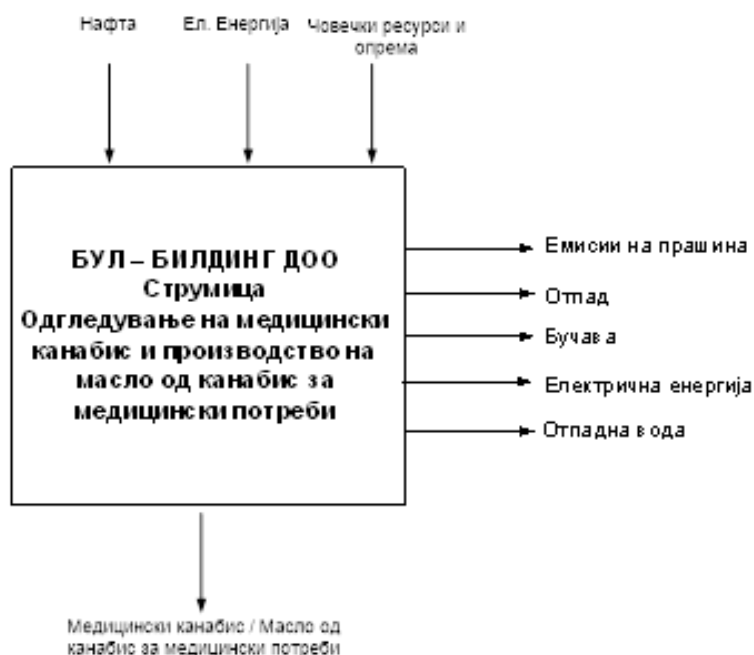 Нафта
Ел. Енергија
Човечки ресурси и
опрема
БУЛ – БИЛДИНГ ДОО
Струмица
Одгледување на медицински
канабис и производство на
масло од канабис за
медицински потреби
Емисии на прашина
Отпад
Бучава
Електрична енергија
Отпадна вода
Медицински канабис / Масло од
канабис за медицински потреби